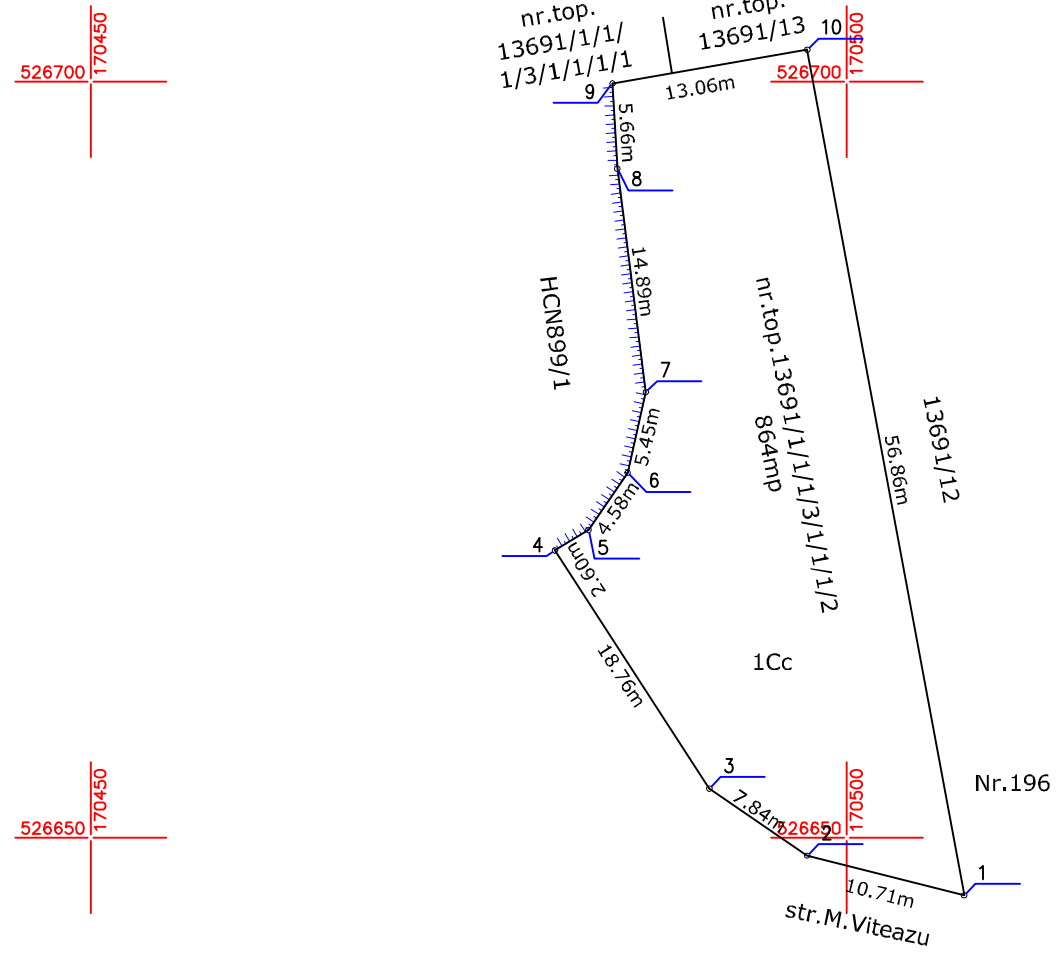 nr.top.
13691/1/1/
1/3/1/1/1/1
nr.top.
13691/13
10
526700
170450
526700
170500
9
13.06m
5.66m
8
14.89m
HCN899/1
7
nr.top.13691/1/1/1/3/1/1/1/2
864mp
13691/12
56.86m
5.45m
6
4.58m
4
5
2.60m
18.76m
1Cc
3
Nr.196
7.84m
526650
170450
526650
170500
2
1
10.71m
str.M.Viteazu